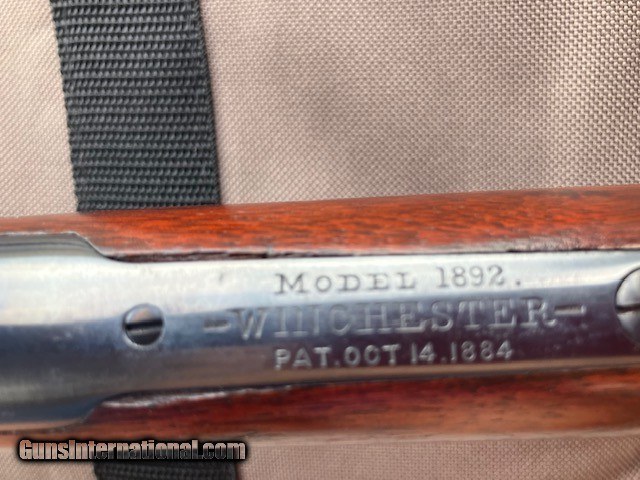 MODEL 1892.
-WINCHESTER-
PAT. OCT 14. 1884
GunsInternational.com